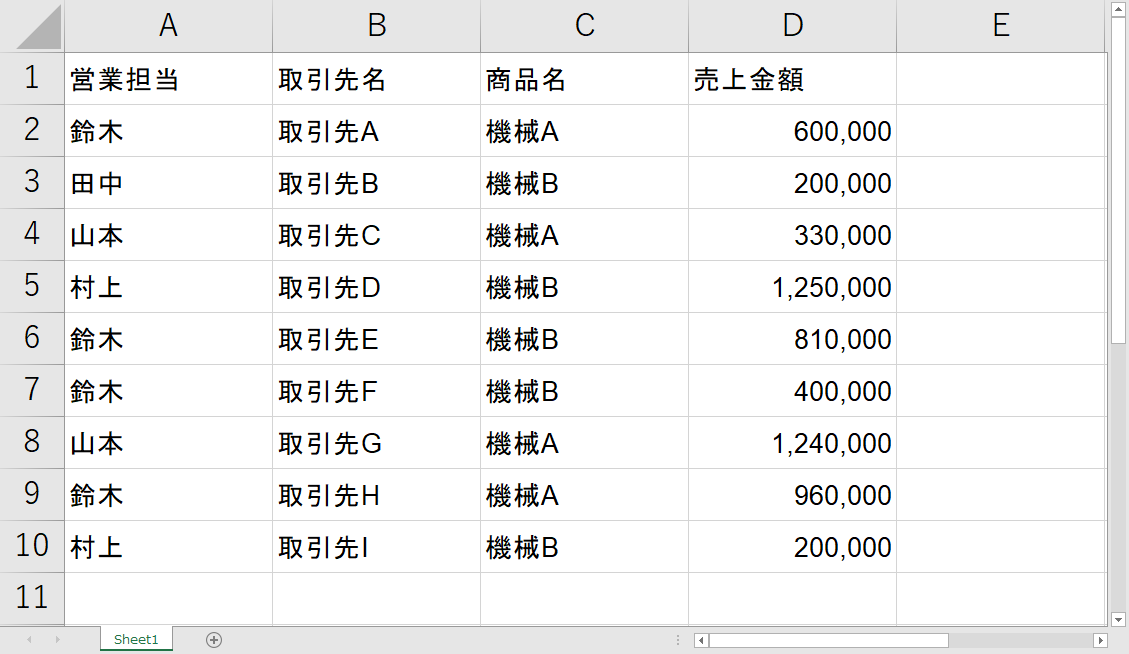 A B C D E
1 営業担当 取引先名 商品名 売上金額
2 鈴木 取引先A 機械A 600,000
3 田中 取引先B 機械B 200,000
4 山本 取引先C 機械A 330,000
5 村上 取引先D 機械B 1,250,000
6 鈴木 取引先E 機械B 810,000
7 鈴木 取引先F 機械B 400,000
8 山本 取引先G 機械A 1,240,000
9 鈴木 取引先H 機械A 960,000
10 村上 取引先I 機械B 200,000
11
Sheet1